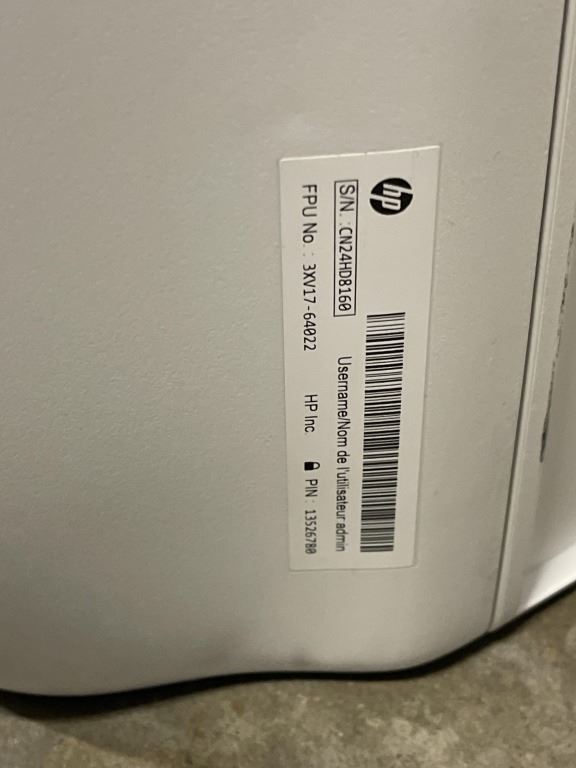 hp
S/N. :CN24HD8160
Username/Nom de l'utilisateur admin
FPU No. : 3XV17-64022 HP Inc. PIN : 13526780